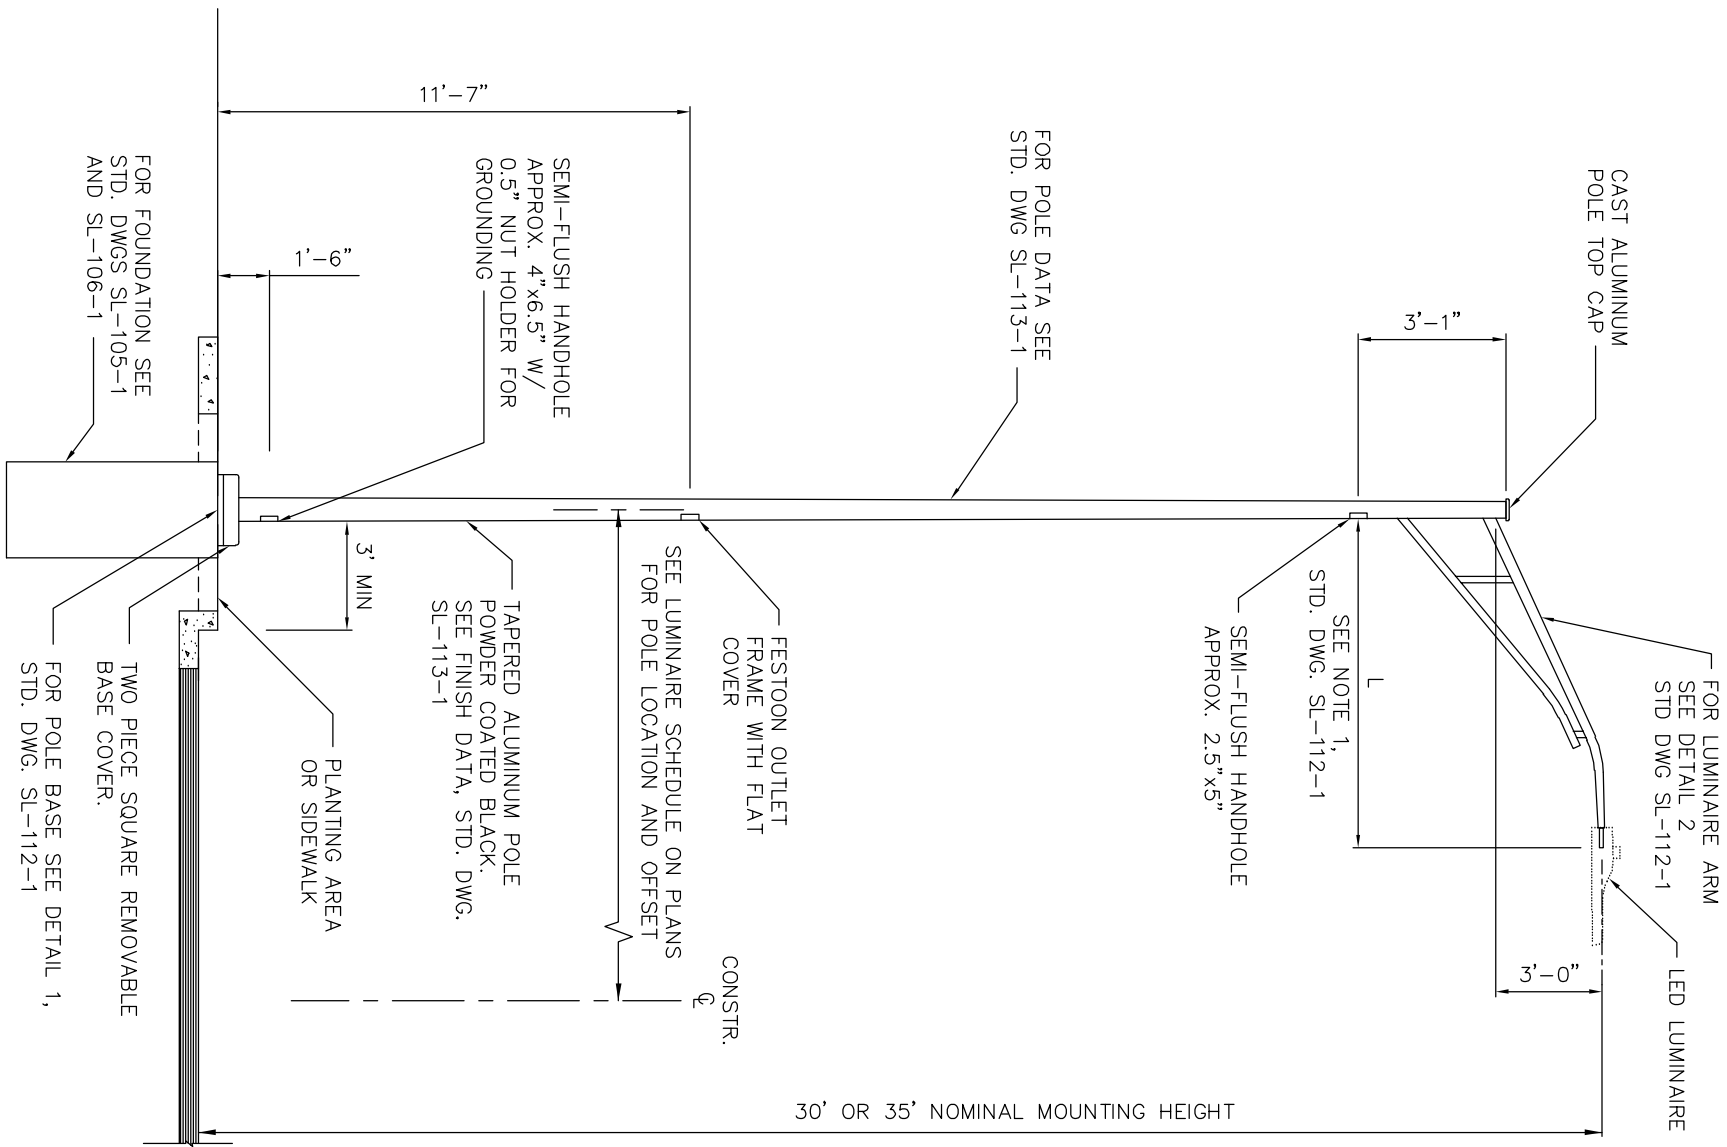 CAST ALUMINUM
POLE TOP CAP
FOR LUMINAIRE ARM
SEE DETAIL 2
STD DWG SL-112-1
LED LUMINAIRE
3'-1"
3'-0"
SEE NOTE 1,
STD. DWG. SL-112-1
L
SEMI-FLUSH HANDHOLE
APPROX. 2.5"x5"
FOR POLE DATA SEE
STD. DWG SL-113-1
30' OR 35' NOMINAL MOUNTING HEIGHT
FESTOON OUTLET
FRAME WITH FLAT
COVER
CONSTR.
CL
SEE LUMINAIRE SCHEDULE ON PLANS
FOR POLE LOCATION AND OFFSET
11'-7"
SEMI-FLUSH HANDHOLE
APPROX. 4"x6.5" W/
0.5" NUT HOLDER FOR
GROUNDING
TAPERED ALUMINUM POLE
POWDER COATED BLACK.
SEE FINISH DATA, STD. DWG.
SL-113-1
1'-6"
3' MIN
PLANTING AREA
OR SIDEWALK
FOR FOUNDATION SEE
STD. DWGS SL-105-1
AND SL-106-1
TWO PIECE SQUARE REMOVABLE
BASE COVER.
FOR POLE BASE SEE DETAIL 1,
STD. DWG. SL-112-1